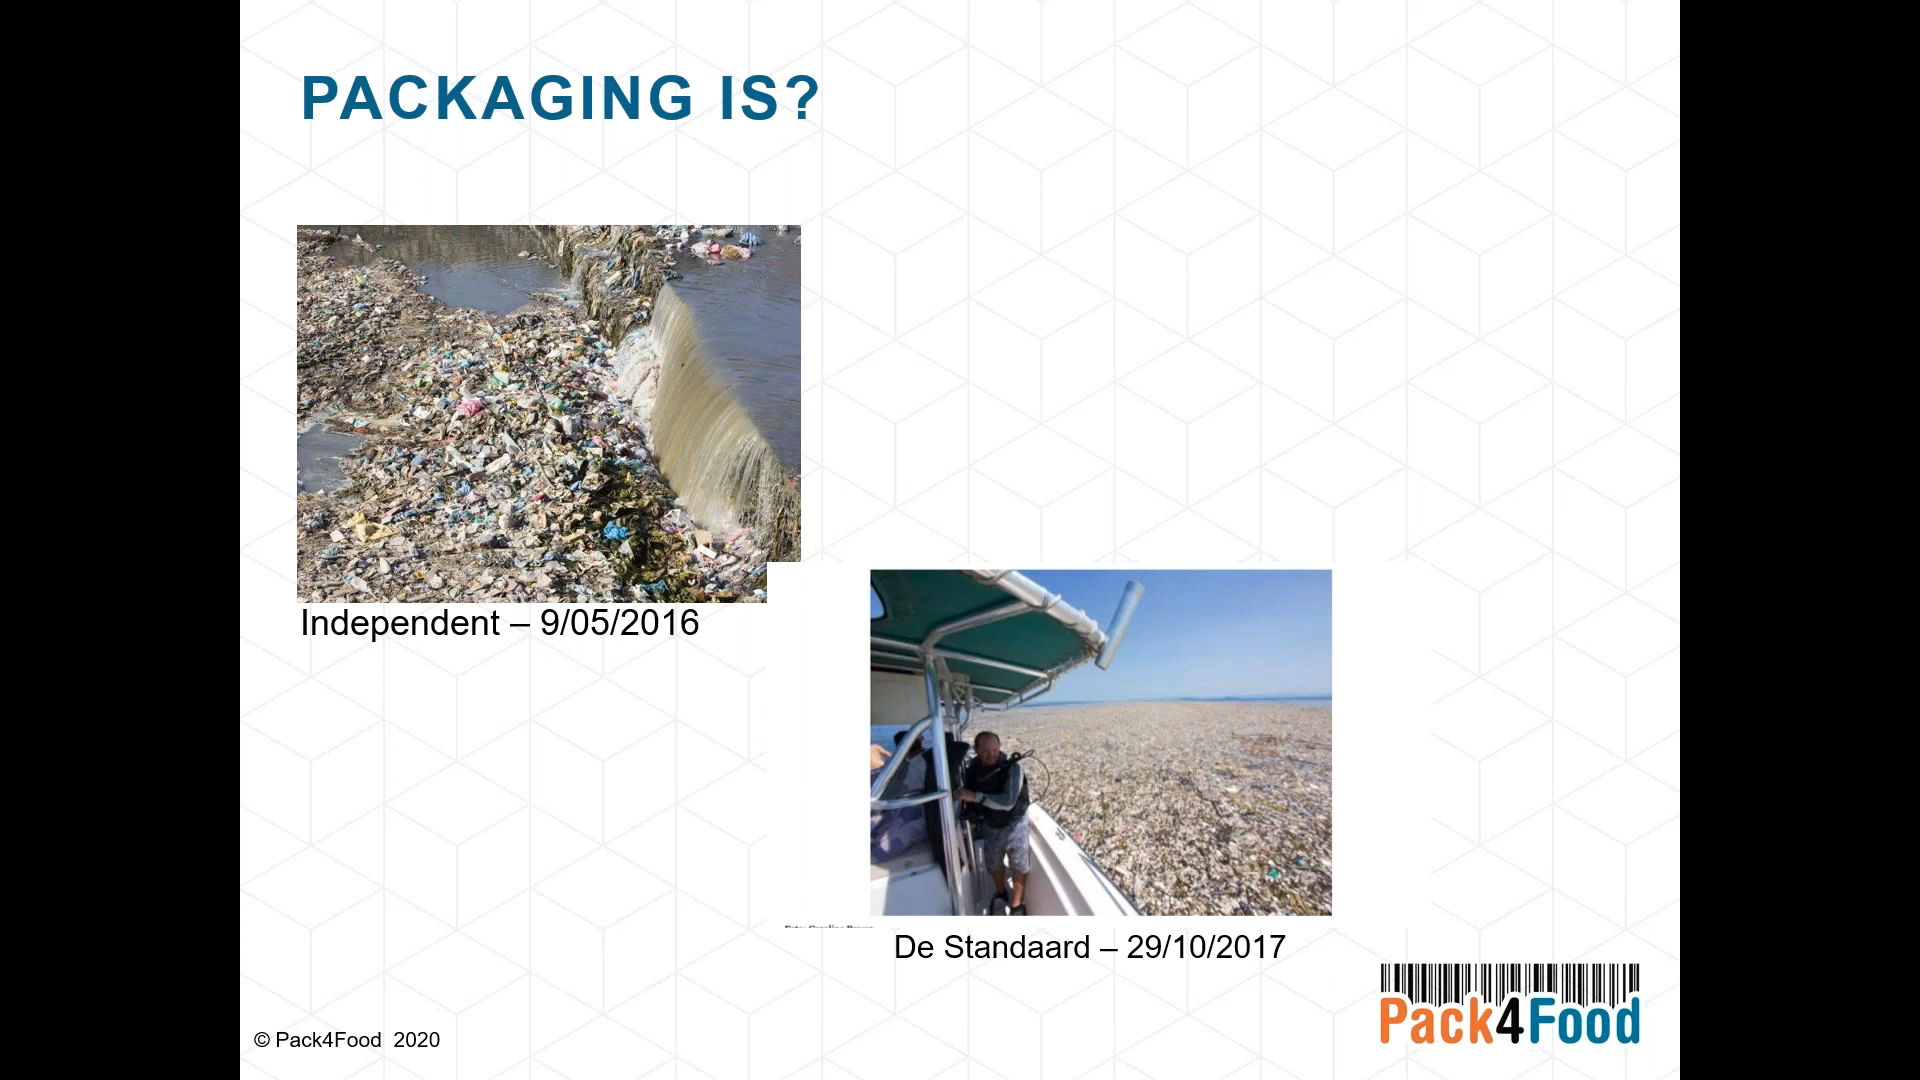 PACKAGING IS?
Independent – 9/05/2016
De Standaard – 29/10/2017
Pack4Food
© Pack4Food 2020